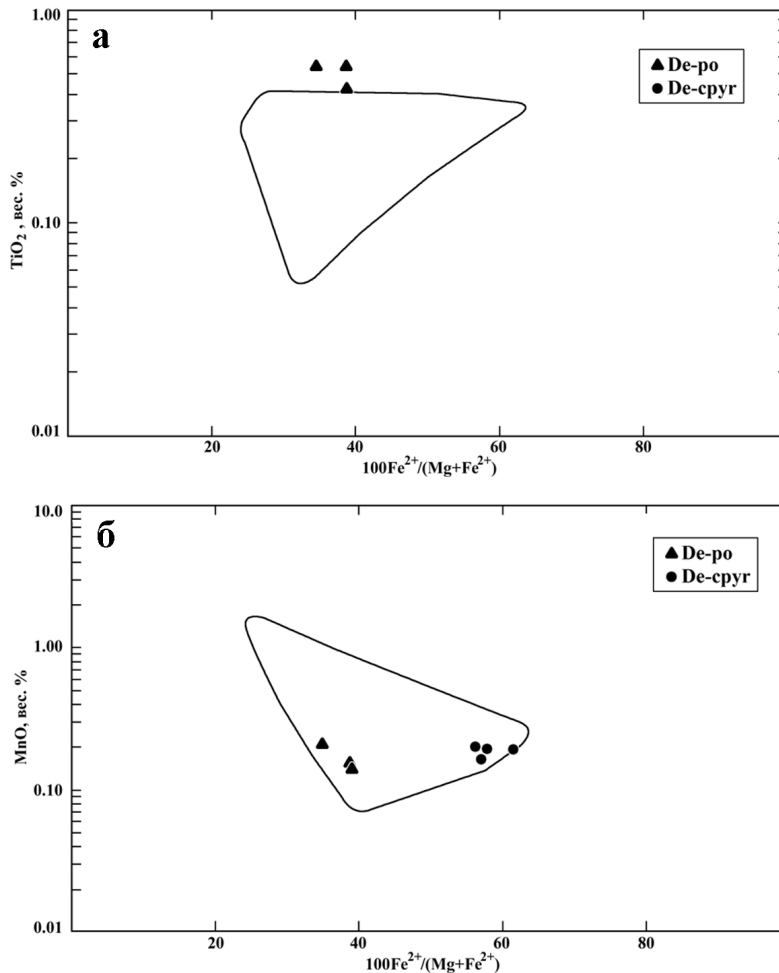 a
1.00
De-po
De-cpyr
0.10
TiO2 , вес. %
0.01
20
40
60
80
100Fe2+/(Mg+Fe2+)
б
10.0
De-po
De-cpyr
1.00
MnO, вес. %
0.10
0.01
20
40
60
80
100Fe2+/(Mg+Fe2+)